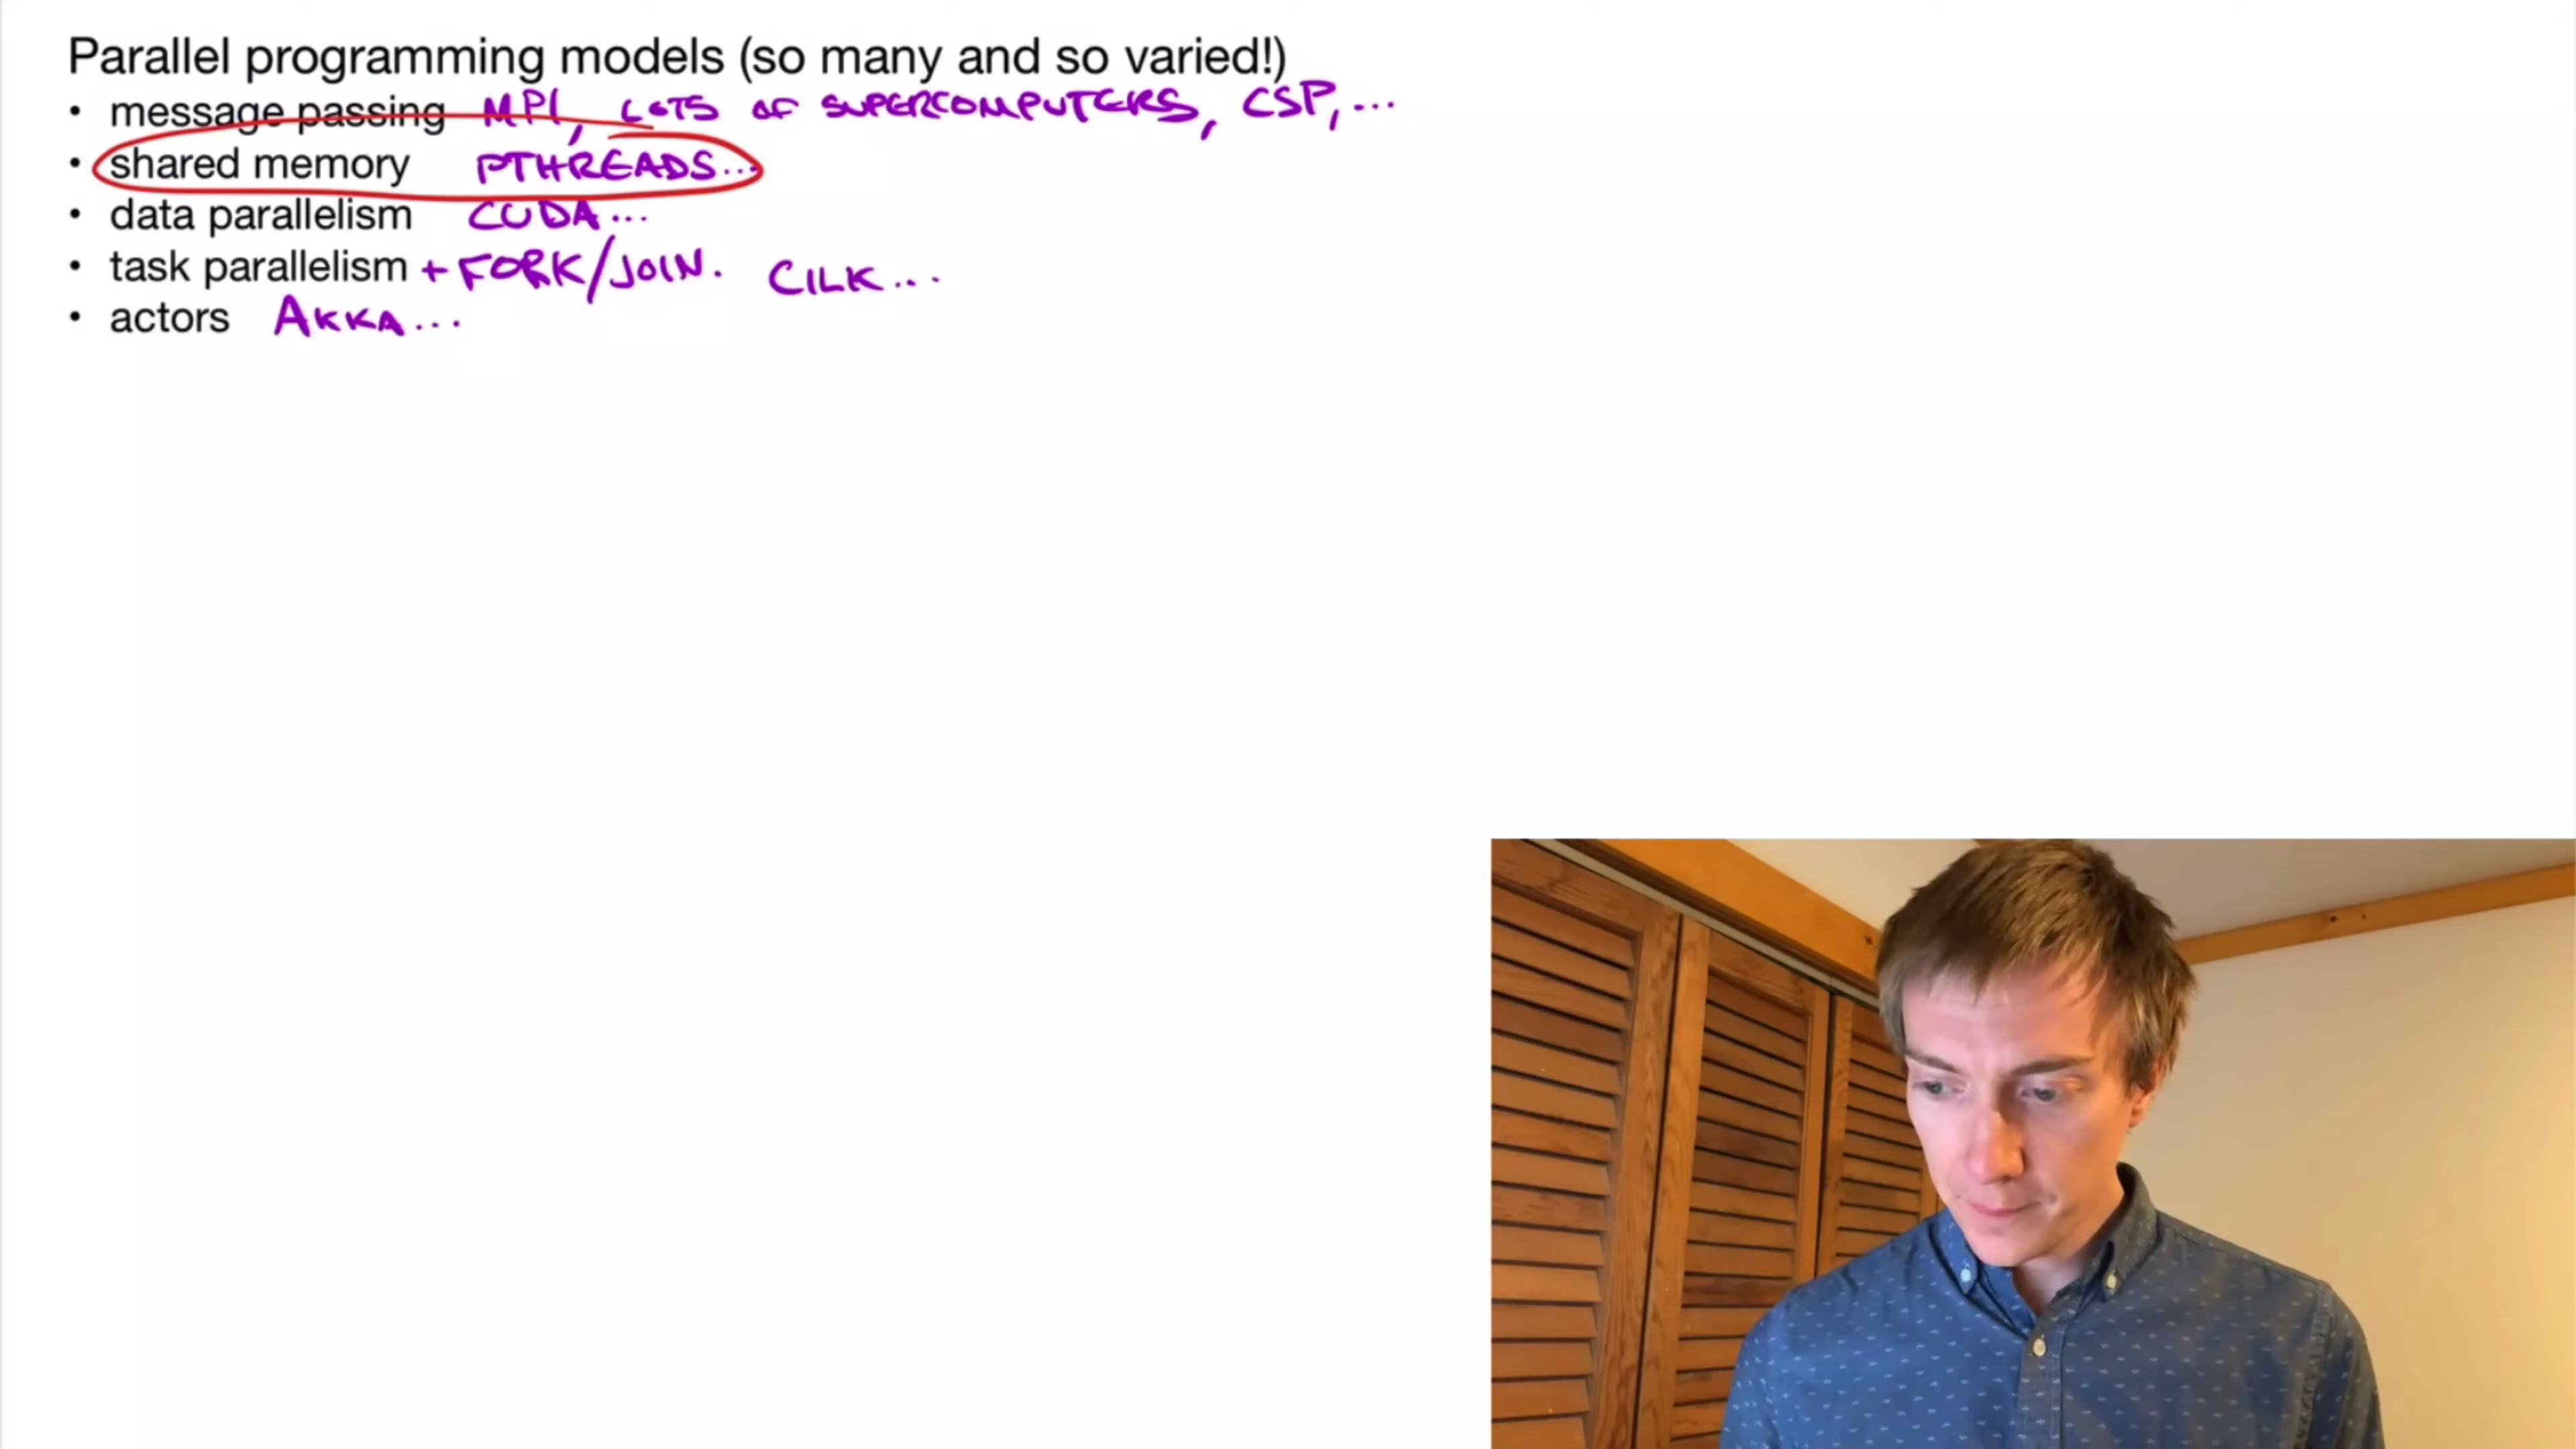 Parallel programming models (so many and so varied!)
• message passing MPI, LOTS OF SUPERCOMPUTERS, CSP, ...
• shared memory PTHREADS...
• data parallelism CUDA...
• task parallelism + FORK/JOIN. CILK...
• actors AKKA...